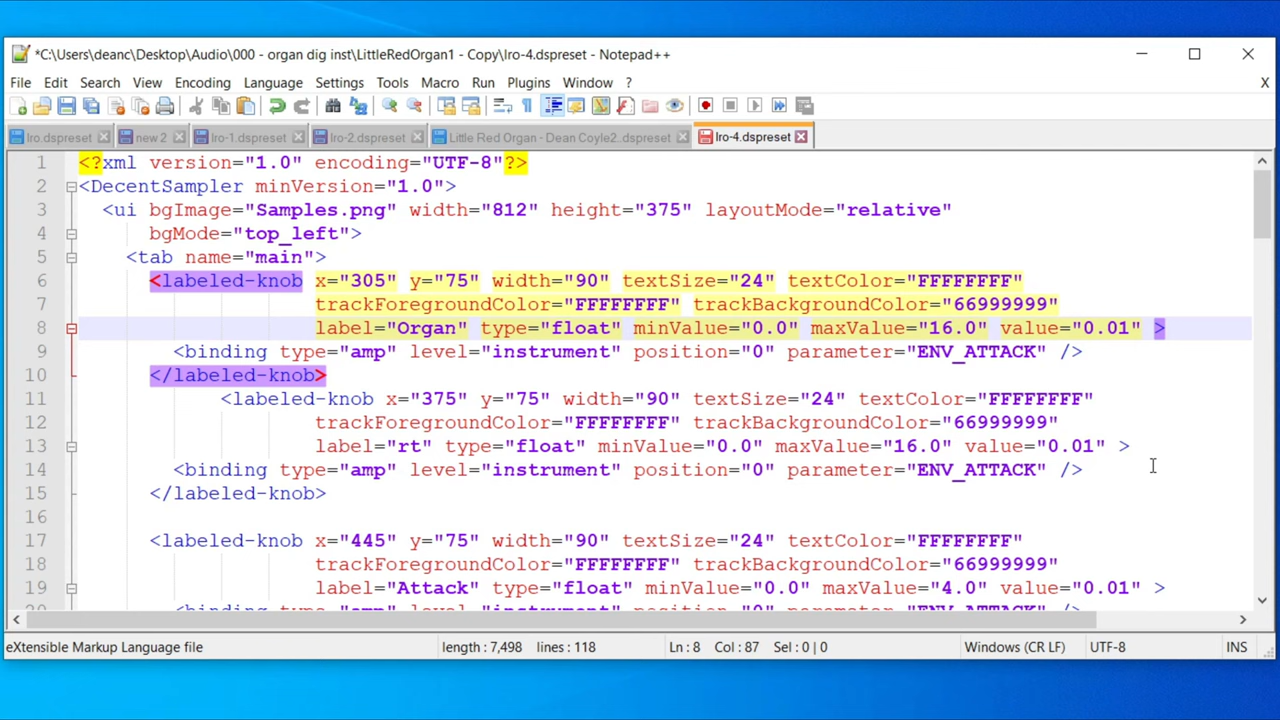 *C:\Users\deanc\Desktop\Audio\000 - organ dig inst\LittleRedOrgan1 - Copy\lro-4.dspreset - Notepad++
File Edit Search View Encoding Language Settings Tools Macro Run Plugins Window ? X
lro.dspreset new 2 lro-1.dspreset lro-2.dspreset Little Red Organ - Dean Coyle2..dspreset lro-4.dspreset
1 <?xml version="1.0" encoding="UTF-8"?>
2 <DecentSampler minVersion="1.0">
3 <ui bgImage="Samples.png" width="812" height="375" layoutMode="relative"
4 bgMode="top_left">
5 <tab name="main">
6 <labeled-knob x="305" y="75" width="90" textSize="24" textColor="FFFFFFFF"
7 trackForegroundColor="FFFFFFFF" trackBackgroundColor="66999999"
8 label="Organ" type="float" minValue="0.0" maxValue="16.0" value="0.01" >
9 <binding type="amp" level="instrument" position="0" parameter="ENV_ATTACK" />
10 </labeled-knob>
11 <labeled-knob x="375" y="75" width="90" textSize="24" textColor="FFFFFFFF"
12 trackForegroundColor="FFFFFFFF" trackBackgroundColor="66999999"
13 label="rt" type="float" minValue="0.0" maxValue="16.0" value="0.01" >
14 <binding type="amp" level="instrument" position="0" parameter="ENV_ATTACK" />
15 </labeled-knob>
16
17 <labeled-knob x="445" y="75" width="90" textSize="24" textColor="FFFFFFFF"
18 trackForegroundColor="FFFFFFFF" trackBackgroundColor="66999999"
19 label="Attack" type="float" minValue="0.0" maxValue="4.0" value="0.01" >
eXtensible Markup Language file length : 7,498 lines : 118 Ln : 8 Col : 87 Sel : 0 | 0 Windows (CR LF) UTF-8 INS